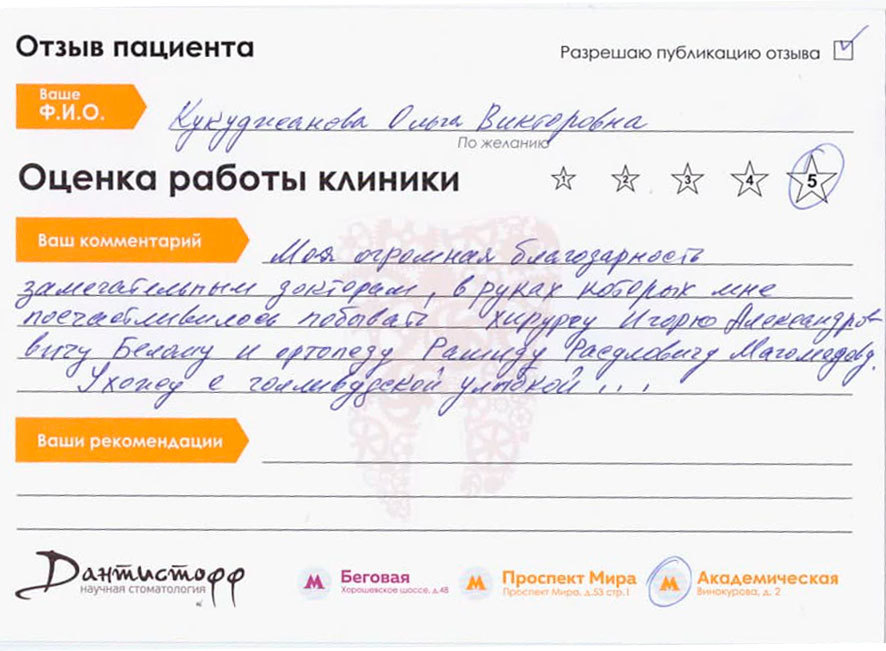 Отзыв пациента
Разрешаю публикацию отзыва
Ваше
Ф.И.О.
Кукуджанова Ольга Викторовна
По желанию
Оценка работы клиники
1 2 3 4 5
Ваш комментарий
Моя огромная благодарность
замечательным докторам, в руках которых мне
посчастливилось побывать хирургу Игорю Александро-
вичу Белому и ортопеду Рашиду Расуловичу Магомедову.
Ухожу с голливудской улыбкой...
Ваши рекомендации
Дантистофф
научная стоматология
М Беговая
Хорошевское шоссе, д.48
М Проспект Мира
Проспект Мира, д.53 стр.1
М Академическая
Винокурова, д. 2